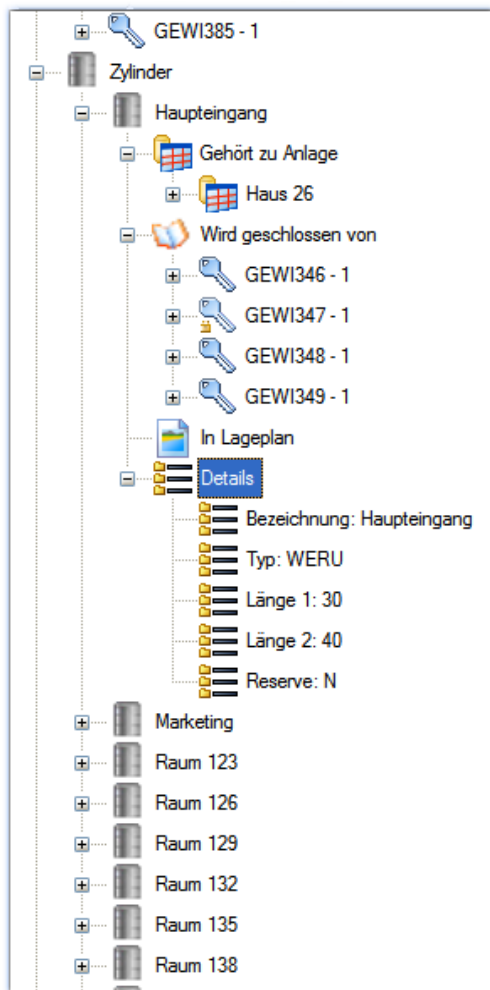 GEWI385 - 1
Zylinder
Haupteingang
Gehört zu Anlage
Haus 26
Wird geschlossen von
GEWI346 - 1
GEWI347 - 1
GEWI348 - 1
GEWI349 - 1
In Lageplan
Details
Bezeichnung: Haupteingang
Typ: WERU
Länge 1: 30
Länge 2: 40
Reserve: N
Marketing
Raum 123
Raum 126
Raum 129
Raum 132
Raum 135
Raum 138